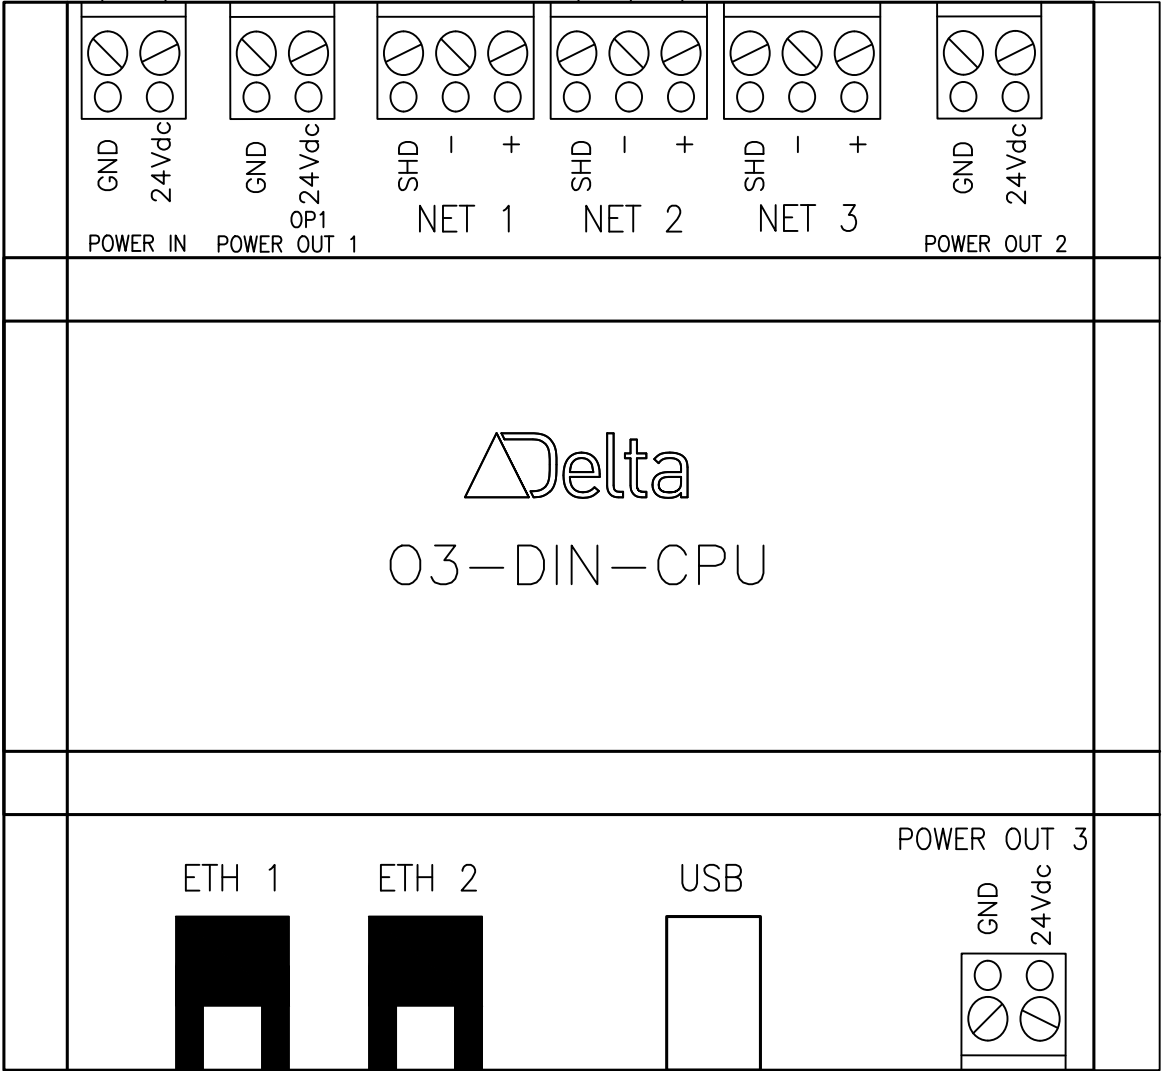 GND 24Vdc GND 24Vdc SHD - + SHD - + SHD - + GND 24Vdc
OP1 NET 1 NET 2 NET 3
POWER IN POWER OUT 1 POWER OUT 2
Delta
O3-DIN-CPU
POWER OUT 3
ETH 1 ETH 2 USB
GND 24Vdc